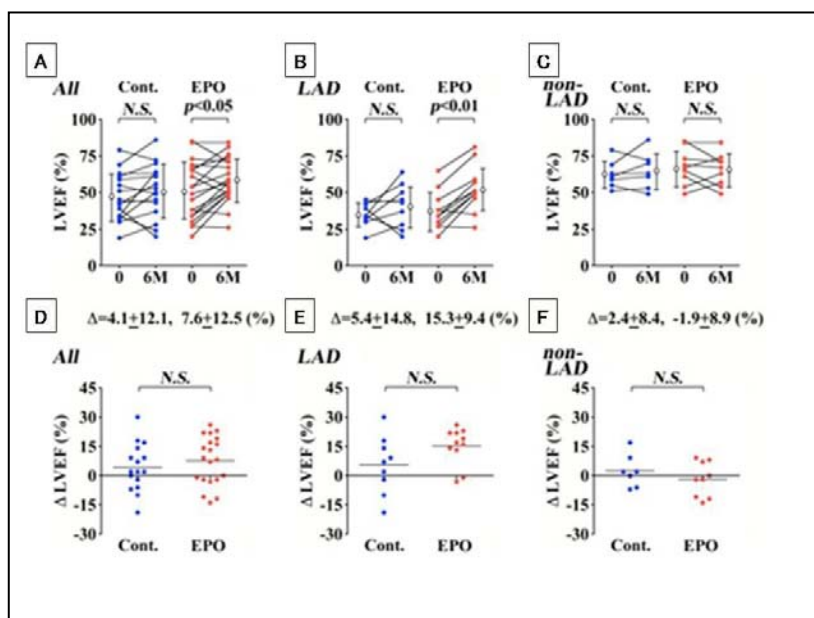 A B C
All Cont. EPO
N.S. p<0.05
LVEF (%)
100
75
50
25
0
0 6M 0 6M
LAD Cont. EPO
N.S. p<0.01
LVEF (%)
100
75
50
25
0
0 6M 0 6M
non-LAD Cont. EPO
N.S. N.S.
LVEF (%)
100
75
50
25
0
0 6M 0 6M
D Δ=4.1±12.1, 7.6±12.5 (%)
All
N.S.
Δ LVEF (%)
45
30
15
0
-15
-30
Cont. EPO
E Δ=5.4±14.8, 15.3±9.4 (%)
LAD
N.S.
Δ LVEF (%)
45
30
15
0
-15
-30
Cont. EPO
F Δ=2.4±8.4, -1.9±8.9 (%)
non-LAD
N.S.
Δ LVEF (%)
45
30
15
0
-15
-30
Cont. EPO